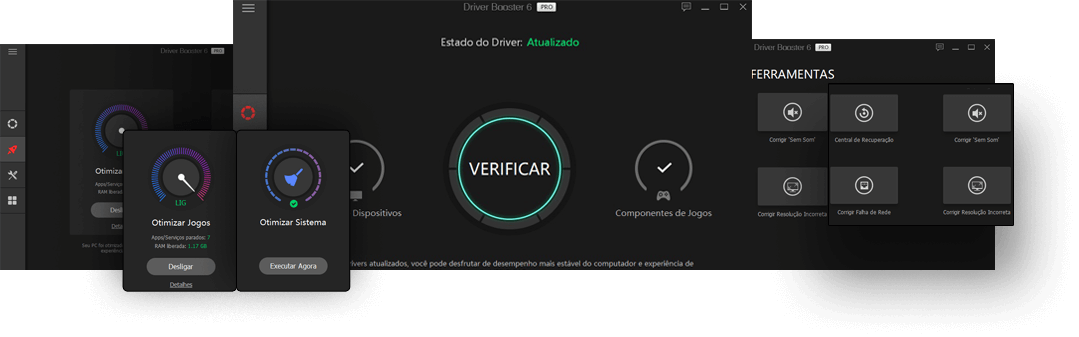 Driver Booster 6 PRO
Estado do Driver: Atualizado
VERIFICAR
Dispositivos
Componentes de Jogos
rivers atualizados, você pode desfrutar de desempenho mais estável do computador e experiência de
Driver Booster 6 PRO
LIG
Otimizar
Apps/Serviços
RAM liberada:
Desli
Deta
Seu PC foi otimizad
LIG
Otimizar Jogos
Apps/Serviços parados: 7
RAM liberada: 1.17 GB
Desligar
Detalhes
Otimizar Sistema
Executar Agora
Driver Booster 6 PRO
FERRAMENTAS
Corrigir 'Sem Som'
Central de Recuperação
Corrigir 'Sem Som'
Corrigir Resolução Incorreta
Corrigir Falha de Rede
Corrigir Resolução Incorreta